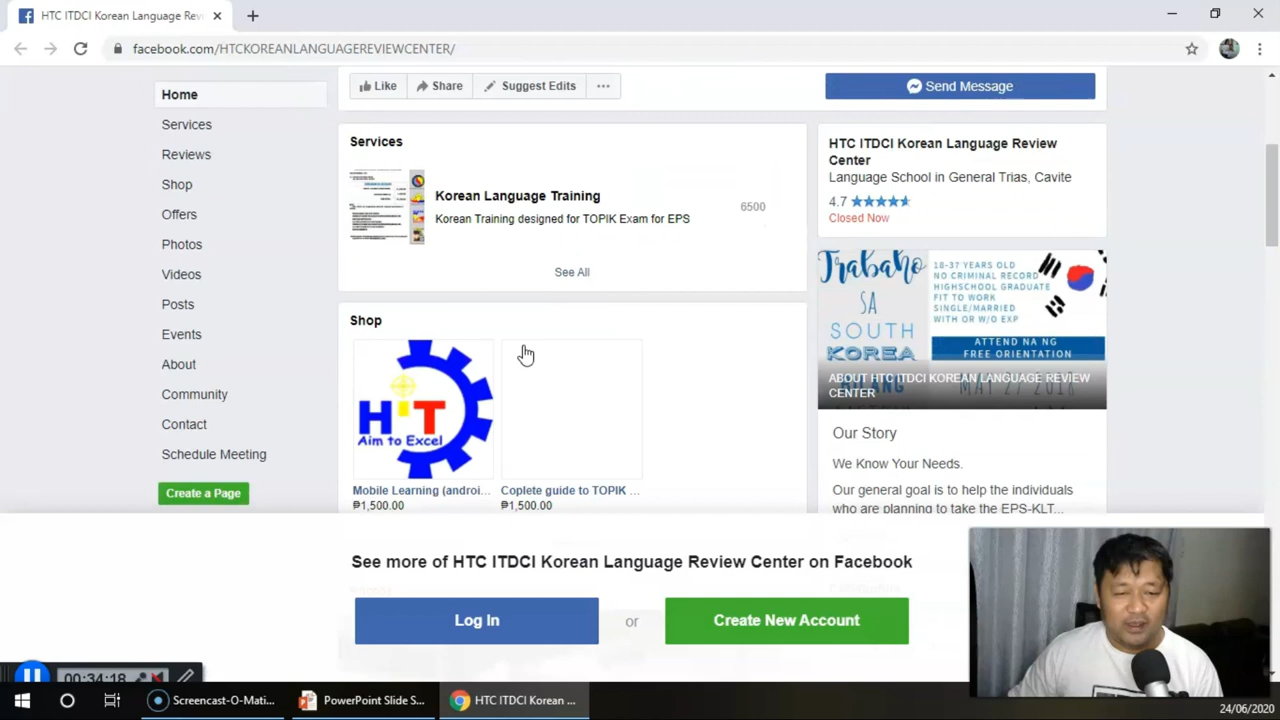 HTC ITDCI Korean Language Rev
facebook.com/HTCKOREANLANGUAGEREVIEWCENTER/
Like
Share
Suggest Edits
Send Message
Home
Services
Reviews
Shop
Offers
Photos
Videos
Posts
Events
About
Community
Contact
Schedule Meeting
Create a Page
Services
Korean Language Training
Korean Training designed for TOPIK Exam for EPS
6500
See All
Shop
HIT
Aim to Excel
Mobile Learning (androi...
₱1,500.00
Coplete guide to TOPIK ...
₱1,500.00
HTC ITDCI Korean Language Review
Center
Language School in General Trias, Cavite
4.7
Closed Now
Trabaho
SA
SOUTH
KOREA
18-37 YEARS OLD
NO CRIMINAL RECORD
HIGHSCHOOL GRADUATE
FIT TO WORK
SINGLE/MARRIED
WITH OR W/O EXP
ATTEND NA NG
FREE ORIENTATION
MAY 27 2018
ABOUT HTC ITDCI KOREAN LANGUAGE REVIEW
CENTER
Our Story
We Know Your Needs.
Our general goal is to help the individuals
who are planning to take the EPS-KLT...
See more of HTC ITDCI Korean Language Review Center on Facebook
Log In
or
Create New Account
00:34:18
Screencast-O-Mati...
PowerPoint Slide S...
HTC ITDCI Korean ...
24/06/2020